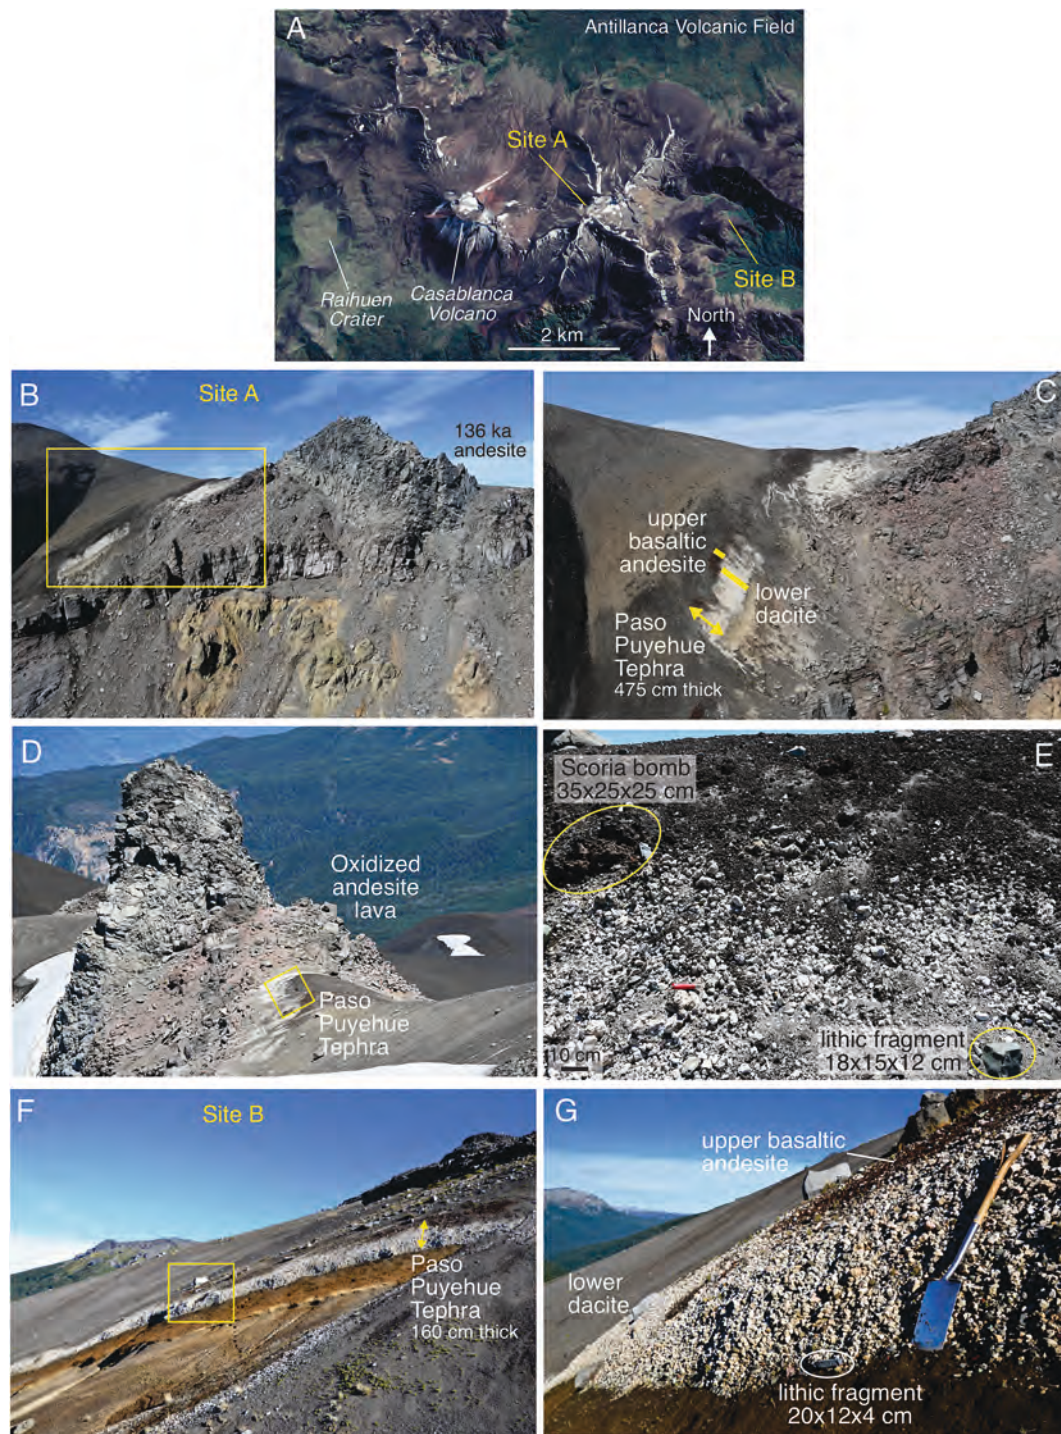 A
Antillanca Volcanic Field
Site A
Site B
Raihuen
Crater
Casablanca
Volcano
2 km
North
B
Site A
136 ka
andesite
C
upper
basaltic
andesite
lower
dacite
Paso
Puyehue
Tephra
475 cm thick
D
Oxidized
andesite
lava
Paso
Puyehue
Tephra
E
Scoria bomb
35x25x25 cm
lithic fragment
18x15x12 cm
10 cm
F
Site B
Paso
Puyehue
Tephra
160 cm thick
G
upper basaltic
andesite
lower
dacite
lithic fragment
20x12x4 cm